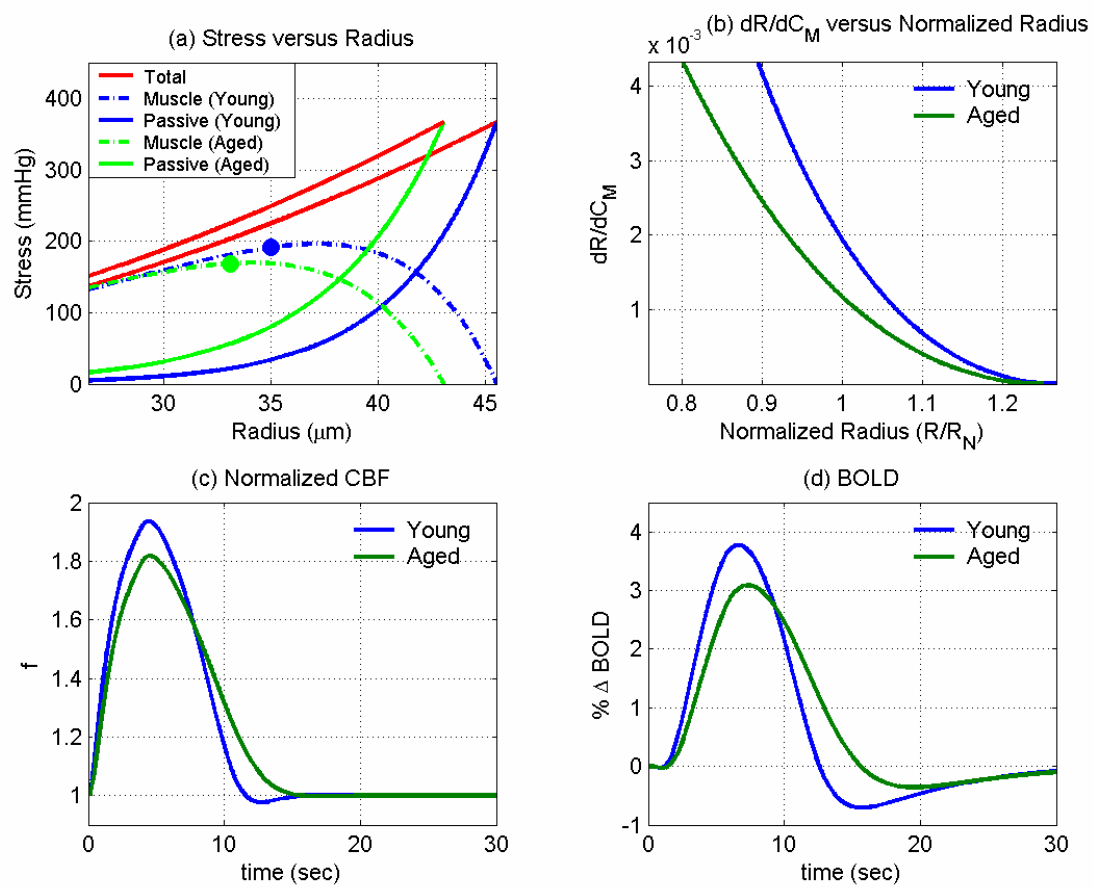 (a) Stress versus Radius
Total
Muscle (Young)
Passive (Young)
Muscle (Aged)
Passive (Aged)
400
300
200
100
0
Stress (mmHg)
30
35
40
45
Radius (μm)
(b) dR/dC_M versus Normalized Radius
x 10^-3
Young
Aged
4
3
2
1
dR/dC_M
0.8
0.9
1
1.1
1.2
Normalized Radius (R/R_N)
(c) Normalized CBF
Young
Aged
2
1.8
1.6
1.4
1.2
1
f
0
10
20
30
time (sec)
(d) BOLD
Young
Aged
4
3
2
1
0
-1
% Δ BOLD
0
10
20
30
time (sec)